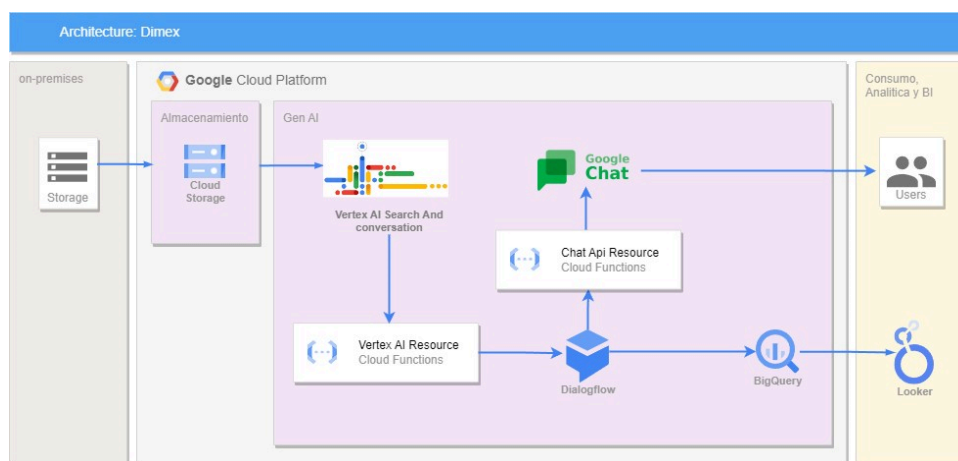 Architecture: Dimex
on-premises
Google Cloud Platform
Consumo,
Analitica y BI
Almacenamiento
Gen AI
Storage
Cloud
Storage
Vertex AI Search And
conversation
Google
Chat
Users
Chat Api Resource
Cloud Functions
Vertex AI Resource
Cloud Functions
Dialogflow
BigQuery
Looker